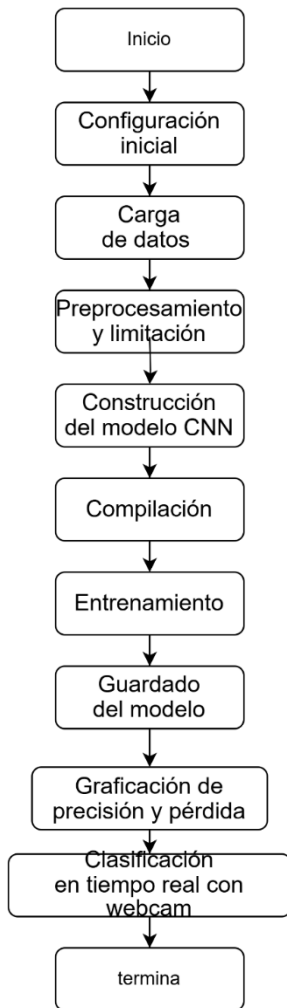 Inicio
Configuración
inicial
Carga
de datos
Preprocesamiento
y limitación
Construcción
del modelo CNN
Compilación
Entrenamiento
Guardado
del modelo
Graficación de
precisión y pérdida
Clasificación
en tiempo real con
webcam
termina